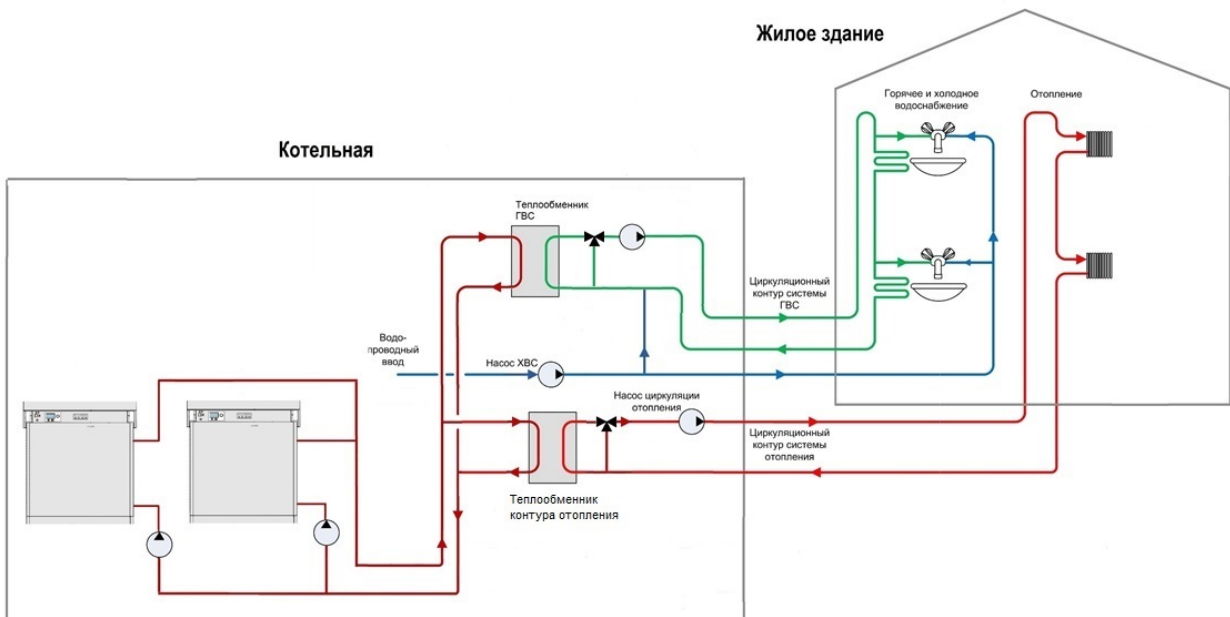 Жилое здание
Горячее и холодное
водоснабжение
Отопление
Котельная
Теплообменник
ГВС
Циркуляционный
контур системы
ГВС
Водо-
проводный
ввод
Насос ХВС
Насос циркуляции
отопления
Циркуляционный
контур системы
отопления
Теплообменник
контура отопления